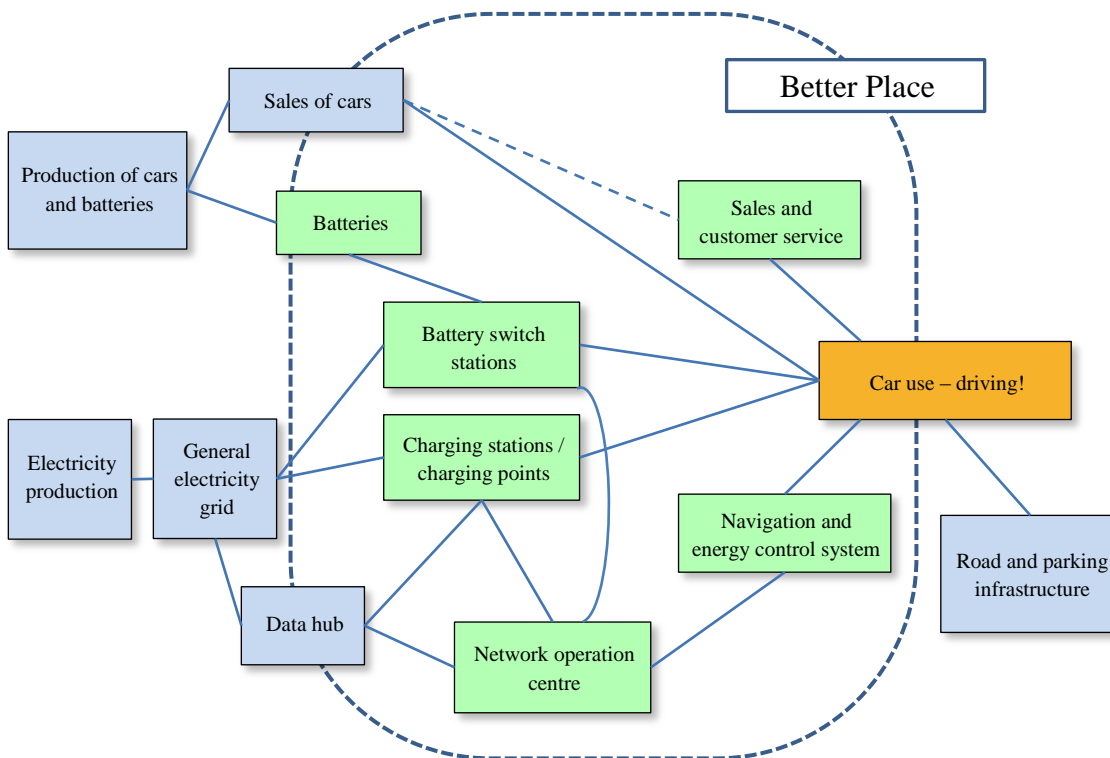 Better Place
Sales of cars
Production of cars
and batteries
Batteries
Sales and
customer service
Battery switch
stations
Car use – driving!
Charging stations /
charging points
Electricity
production
General
electricity
grid
Navigation and
energy control system
Road and parking
infrastructure
Data hub
Network operation
centre